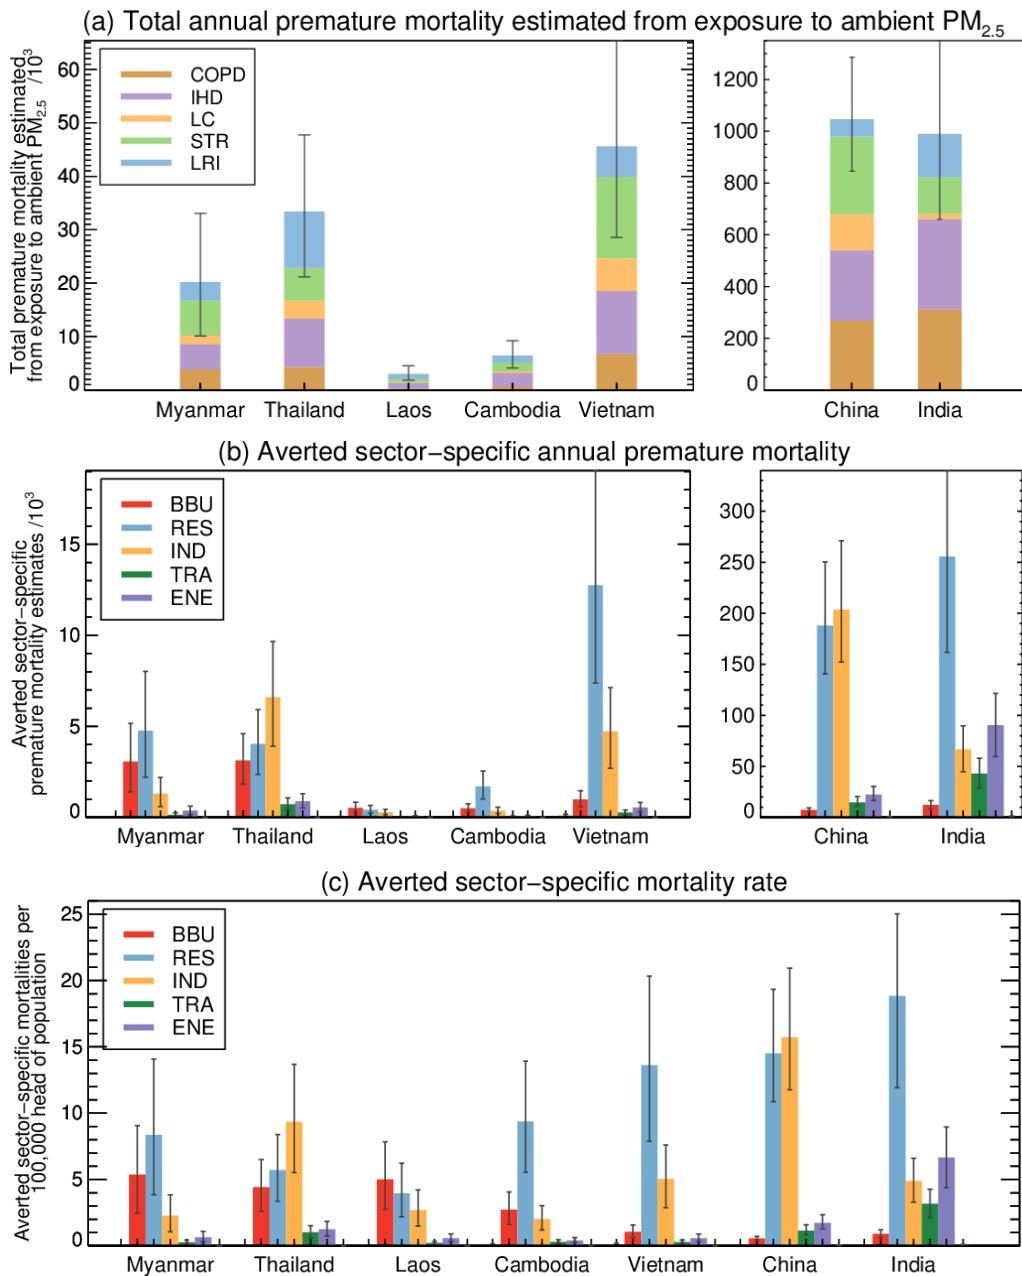 (a) Total annual premature mortality estimated from exposure to ambient PM2.5
Total premature mortality estimated
from exposure to ambient PM2.5 /10³
60
50
40
30
20
10
0
COPD
IHD
LC
STR
LRI
Myanmar Thailand Laos Cambodia Vietnam
1200
1000
800
600
400
200
0
China India
(b) Averted sector−specific annual premature mortality
Averted sector−specific
premature mortality estimates /10³
15
10
5
0
BBU
RES
IND
TRA
ENE
Myanmar Thailand Laos Cambodia Vietnam
300
250
200
150
100
50
0
China India
(c) Averted sector−specific mortality rate
Averted sector−specific mortalities per
100,000 head of population
25
20
15
10
5
0
BBU
RES
IND
TRA
ENE
Myanmar Thailand Laos Cambodia Vietnam China India